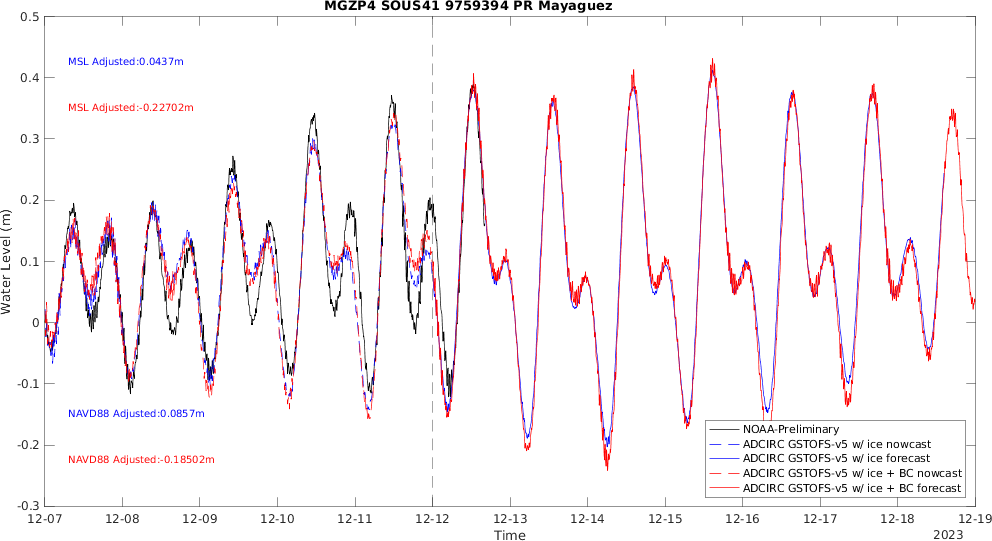 MGZP4 SOUS41 9759394 PR Mayaguez
0.5
0.4
0.3
0.2
0.1
0
-0.1
-0.2
-0.3
Water Level (m)
MSL Adjusted:0.0437m
MSL Adjusted:-0.22702m
NAVD88 Adjusted:0.0857m
NAVD88 Adjusted:-0.18502m
NOAA-Preliminary
ADCIRC GSTOFS-v5 w/ ice nowcast
ADCIRC GSTOFS-v5 w/ ice forecast
ADCIRC GSTOFS-v5 w/ ice + BC nowcast
ADCIRC GSTOFS-v5 w/ ice + BC forecast
12-07 12-08 12-09 12-10 12-11 12-12 12-13 12-14 12-15 12-16 12-17 12-18 12-19
Time
2023